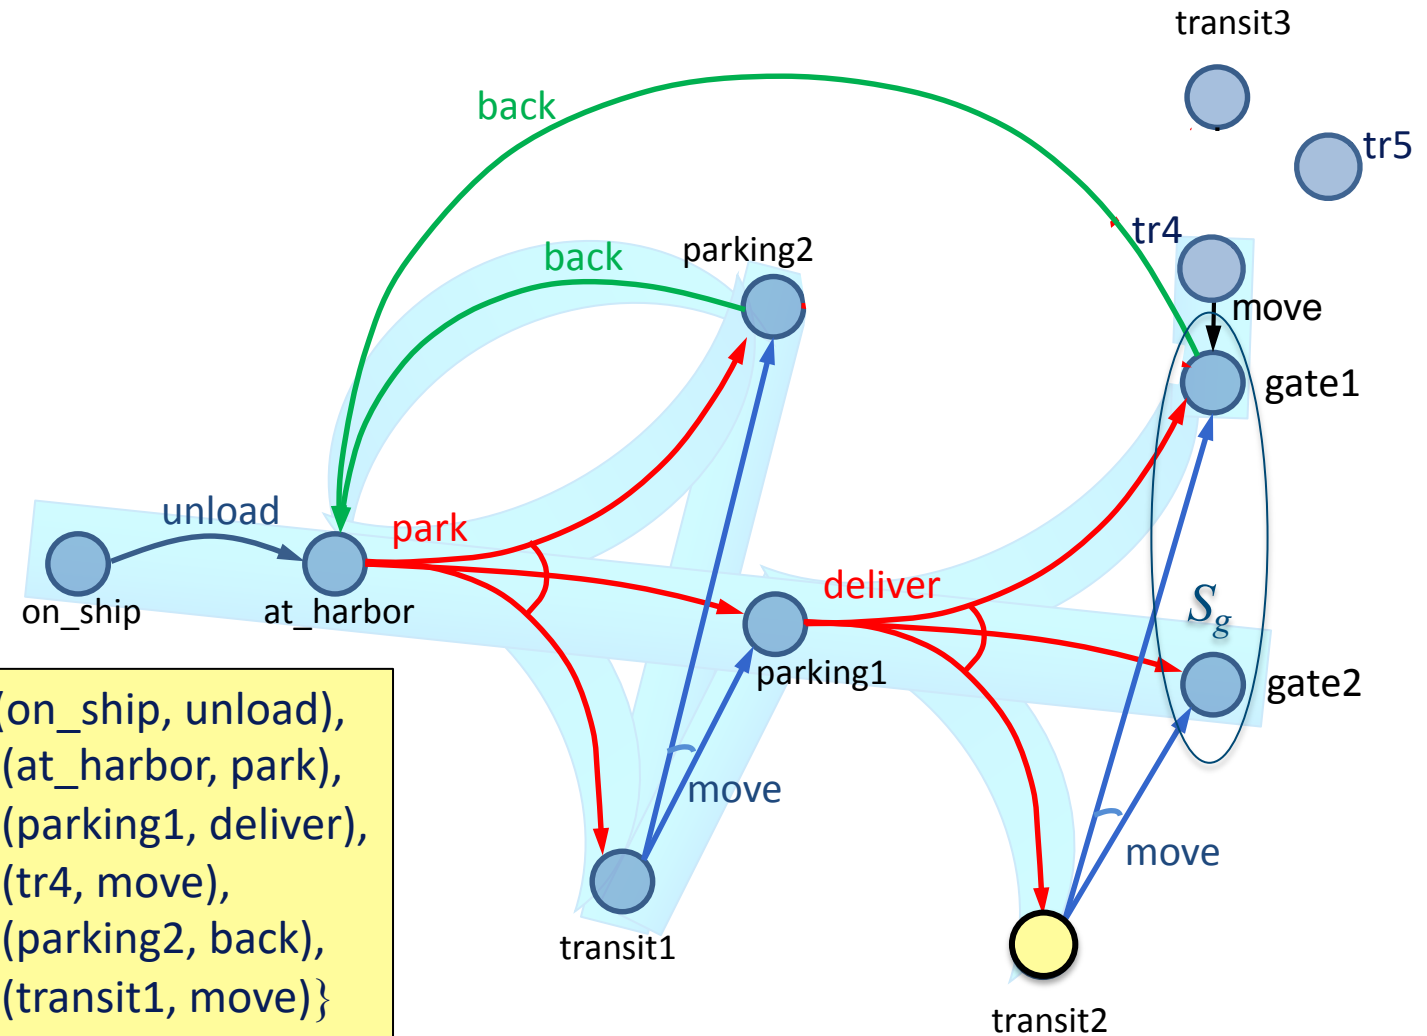 transit3
back
tr5
tr4
parking2
back
move
gate1
unload
park
deliver
on_ship
at_harbor
S_g
parking1
gate2
(on_ship, unload),
(at_harbor, park),
(parking1, deliver),
(tr4, move),
(parking2, back),
(transit1, move)}
move
move
transit1
transit2